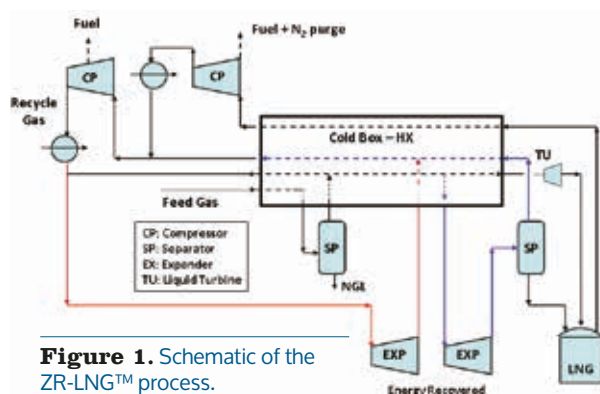 Fuel
Fuel + N₂ purge
CP
CP
Recycle
Gas
Cold Box – HX
TU
Feed Gas
CP: Compressor
SP: Separator
EX: Expender
TU: Liquid Turbine
SP
SP
NGL
EXP
EXP
LNG
Energy Recovered
Figure 1. Schematic of the
ZR-LNG™ process.